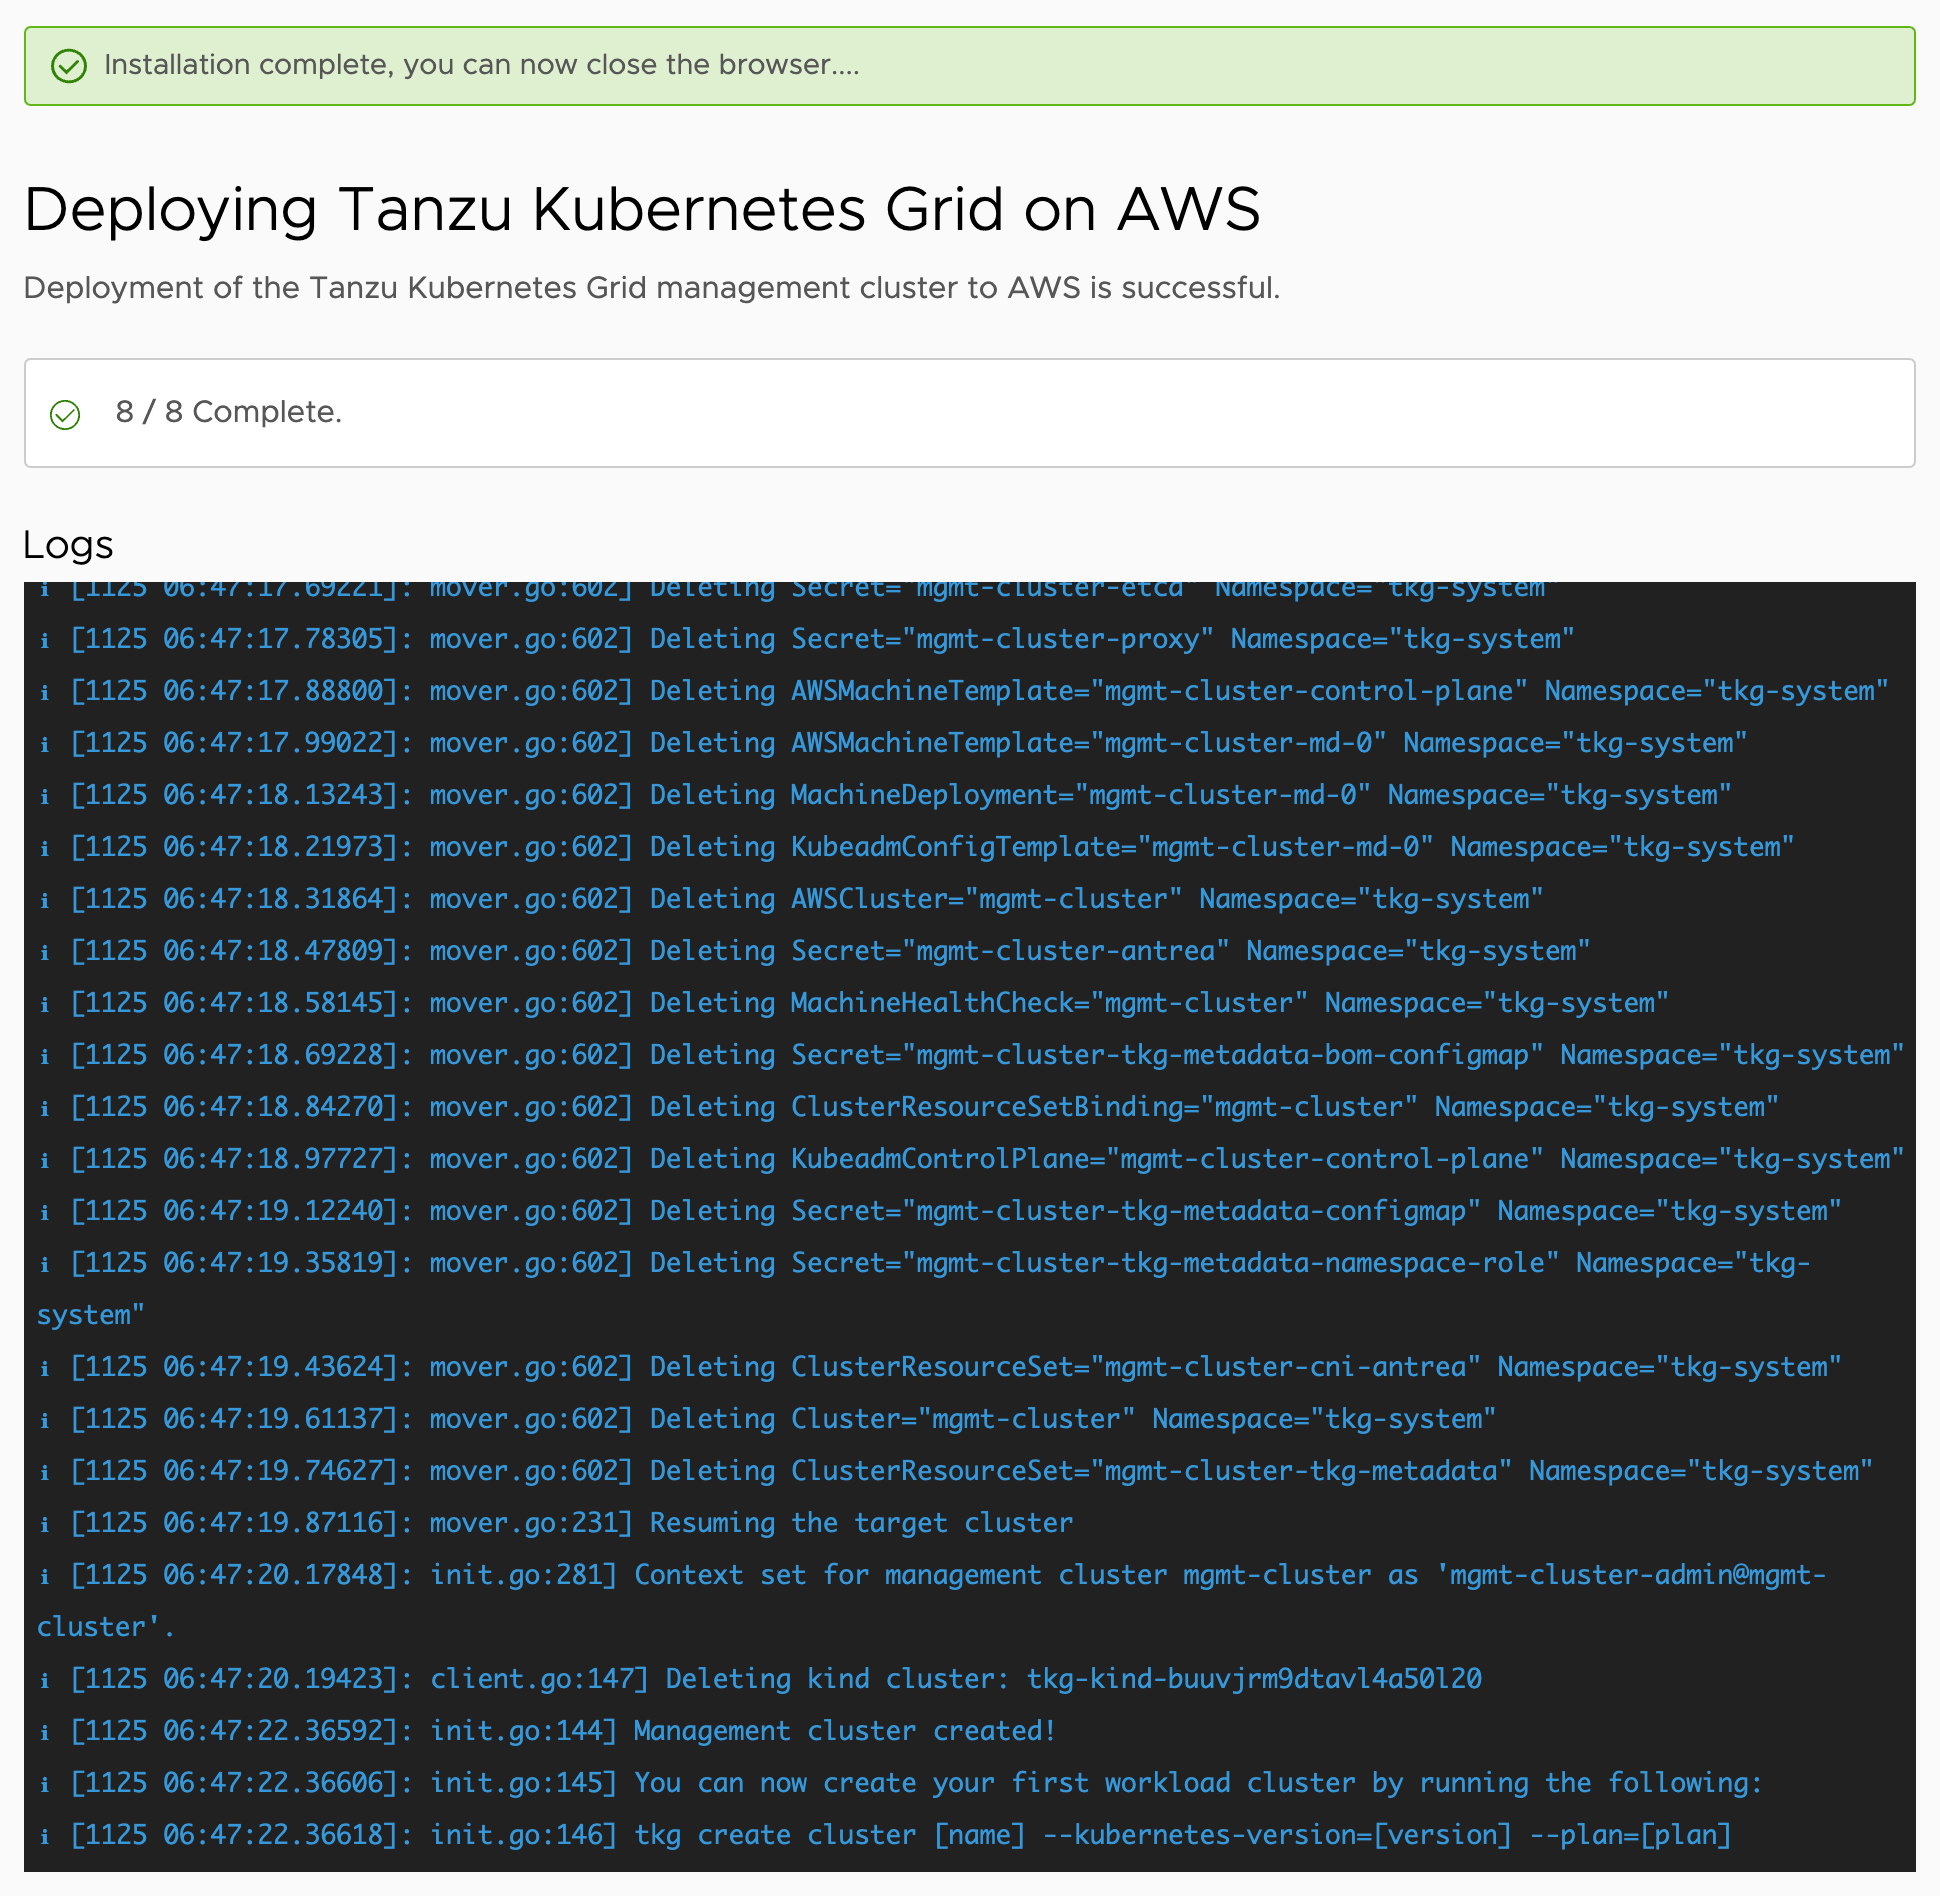 Installation complete, you can now close the browser....
Deploying Tanzu Kubernetes Grid on AWS
Deployment of the Tanzu Kubernetes Grid management cluster to AWS is successful.
8 / 8 Complete.
Logs
ℹ [1125 06:47:17.69221]: mover.go:602] Deleting Secret="mgmt-cluster-etcd" Namespace="tkg-system"
ℹ [1125 06:47:17.78305]: mover.go:602] Deleting Secret="mgmt-cluster-proxy" Namespace="tkg-system"
ℹ [1125 06:47:17.88800]: mover.go:602] Deleting AWSMachineTemplate="mgmt-cluster-control-plane" Namespace="tkg-system"
ℹ [1125 06:47:17.99022]: mover.go:602] Deleting AWSMachineTemplate="mgmt-cluster-md-0" Namespace="tkg-system"
ℹ [1125 06:47:18.13243]: mover.go:602] Deleting MachineDeployment="mgmt-cluster-md-0" Namespace="tkg-system"
ℹ [1125 06:47:18.21973]: mover.go:602] Deleting KubeadmConfigTemplate="mgmt-cluster-md-0" Namespace="tkg-system"
ℹ [1125 06:47:18.31864]: mover.go:602] Deleting AWSCluster="mgmt-cluster" Namespace="tkg-system"
ℹ [1125 06:47:18.47809]: mover.go:602] Deleting Secret="mgmt-cluster-antrea" Namespace="tkg-system"
ℹ [1125 06:47:18.58145]: mover.go:602] Deleting MachineHealthCheck="mgmt-cluster" Namespace="tkg-system"
ℹ [1125 06:47:18.69228]: mover.go:602] Deleting Secret="mgmt-cluster-tkg-metadata-bom-configmap" Namespace="tkg-system"
ℹ [1125 06:47:18.84270]: mover.go:602] Deleting ClusterResourceSetBinding="mgmt-cluster" Namespace="tkg-system"
ℹ [1125 06:47:18.97727]: mover.go:602] Deleting KubeadmControlPlane="mgmt-cluster-control-plane" Namespace="tkg-system"
ℹ [1125 06:47:19.12240]: mover.go:602] Deleting Secret="mgmt-cluster-tkg-metadata-configmap" Namespace="tkg-system"
ℹ [1125 06:47:19.35819]: mover.go:602] Deleting Secret="mgmt-cluster-tkg-metadata-namespace-role" Namespace="tkg-
system"
ℹ [1125 06:47:19.43624]: mover.go:602] Deleting ClusterResourceSet="mgmt-cluster-cni-antrea" Namespace="tkg-system"
ℹ [1125 06:47:19.61137]: mover.go:602] Deleting Cluster="mgmt-cluster" Namespace="tkg-system"
ℹ [1125 06:47:19.74627]: mover.go:602] Deleting ClusterResourceSet="mgmt-cluster-tkg-metadata" Namespace="tkg-system"
ℹ [1125 06:47:19.87116]: mover.go:231] Resuming the target cluster
ℹ [1125 06:47:20.17848]: init.go:281] Context set for management cluster mgmt-cluster as 'mgmt-cluster-admin@mgmt-
cluster'.
ℹ [1125 06:47:20.19423]: client.go:147] Deleting kind cluster: tkg-kind-buuvjrm9dtavl4a50l20
ℹ [1125 06:47:22.36592]: init.go:144] Management cluster created!
ℹ [1125 06:47:22.36606]: init.go:145] You can now create your first workload cluster by running the following:
ℹ [1125 06:47:22.36618]: init.go:146] tkg create cluster [name] --kubernetes-version=[version] --plan=[plan]